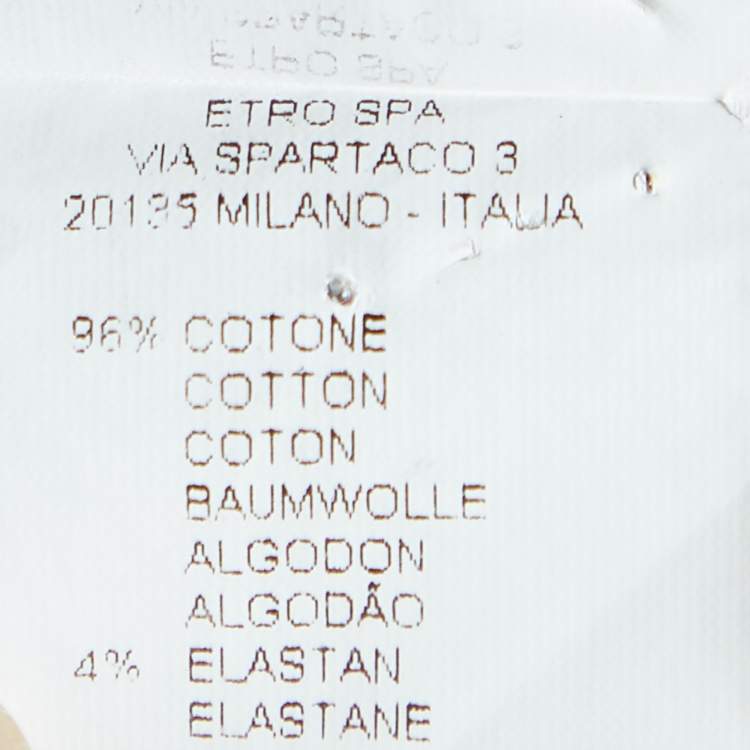 ETRO SPA
VIA SPARTACO 3
20135 MILANO - ITALIA
96% COTONE
COTTON
COTON
BAUMWOLLE
ALGODON
ALGODÃO
4% ELASTAN
ELASTANE